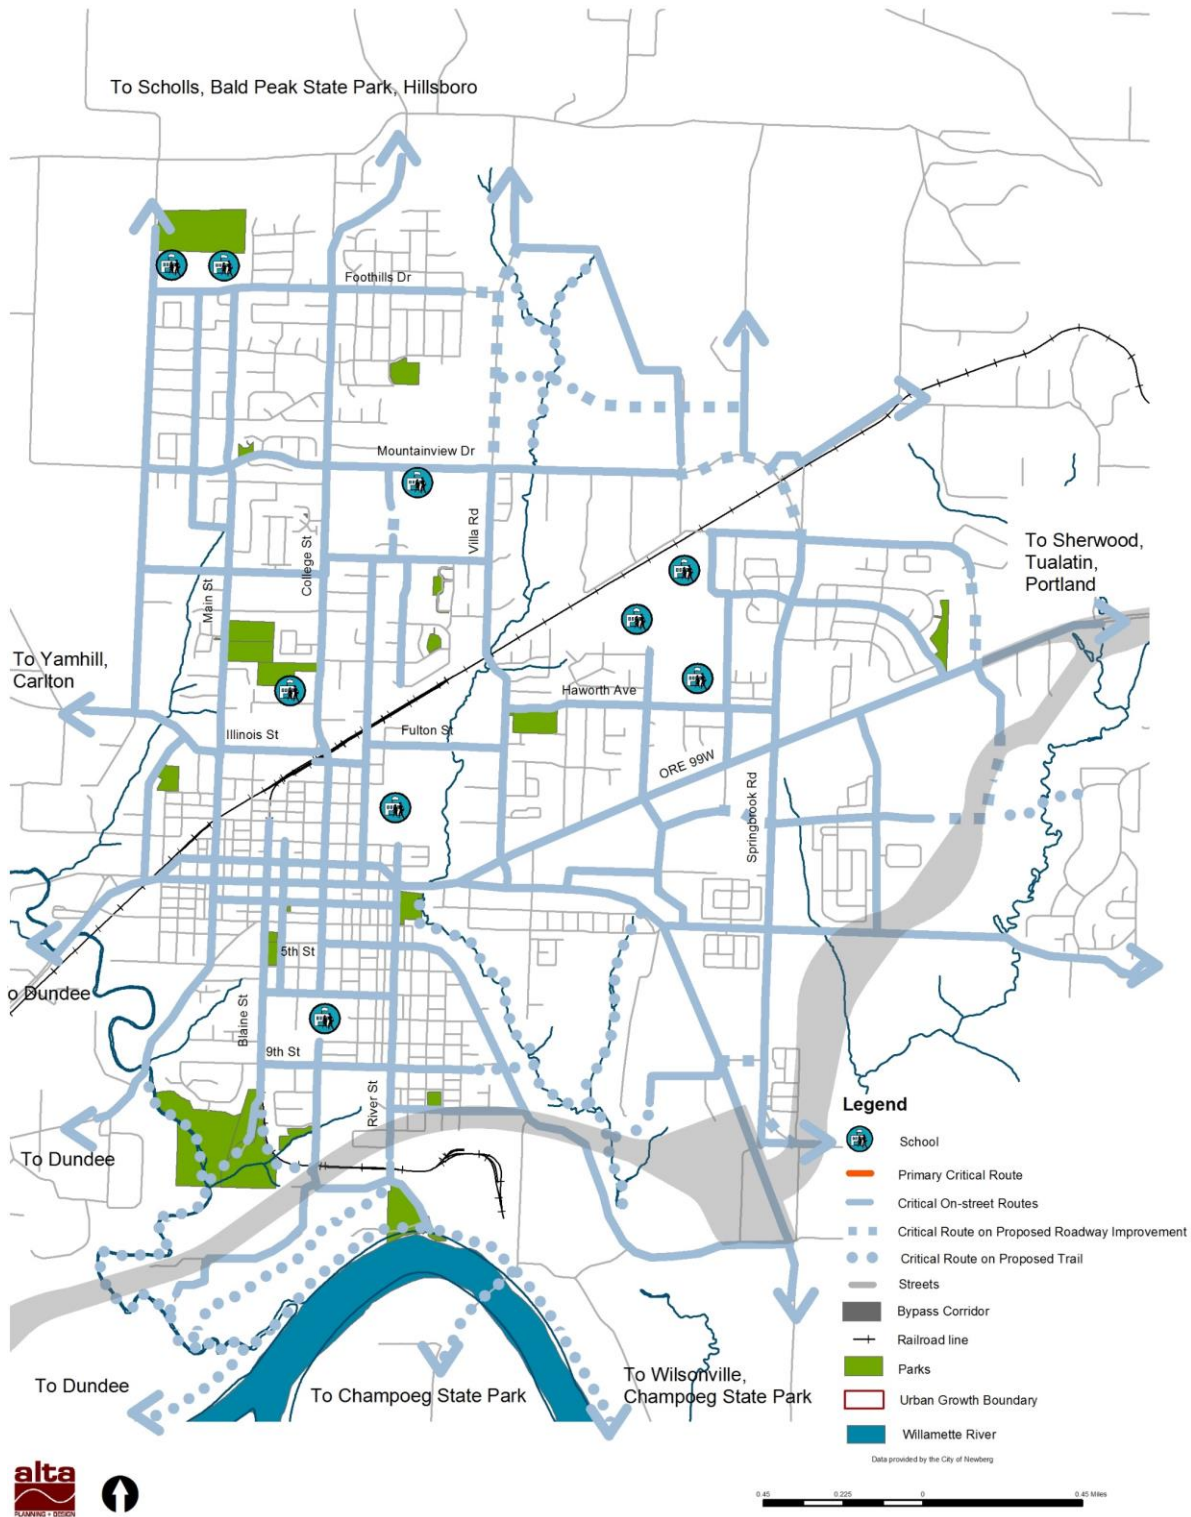 To Scholls, Bald Peak State Park, Hillsboro
Foothills Dr
Mountainview Dr
Villa Rd
College St
Main St
To Sherwood,
Tualatin,
Portland
To Yamhill,
Carlton
Haworth Ave
Illinois St
Fulton St
ORE 99W
Springbrook Rd
5th St
o Dundee
Blaine St
9th St
River St
To Dundee
To Dundee
To Champoeg State Park
To Wilsonville,
Champoeg State Park
Legend
School
Primary Critical Route
Critical On-street Routes
Critical Route on Proposed Roadway Improvement
Critical Route on Proposed Trail
Streets
Bypass Corridor
Railroad line
Parks
Urban Growth Boundary
Willamette River
Data provided by the City of Newberg
alta
PLANNING + DESIGN
0.45 0.225 0 0.45 Miles